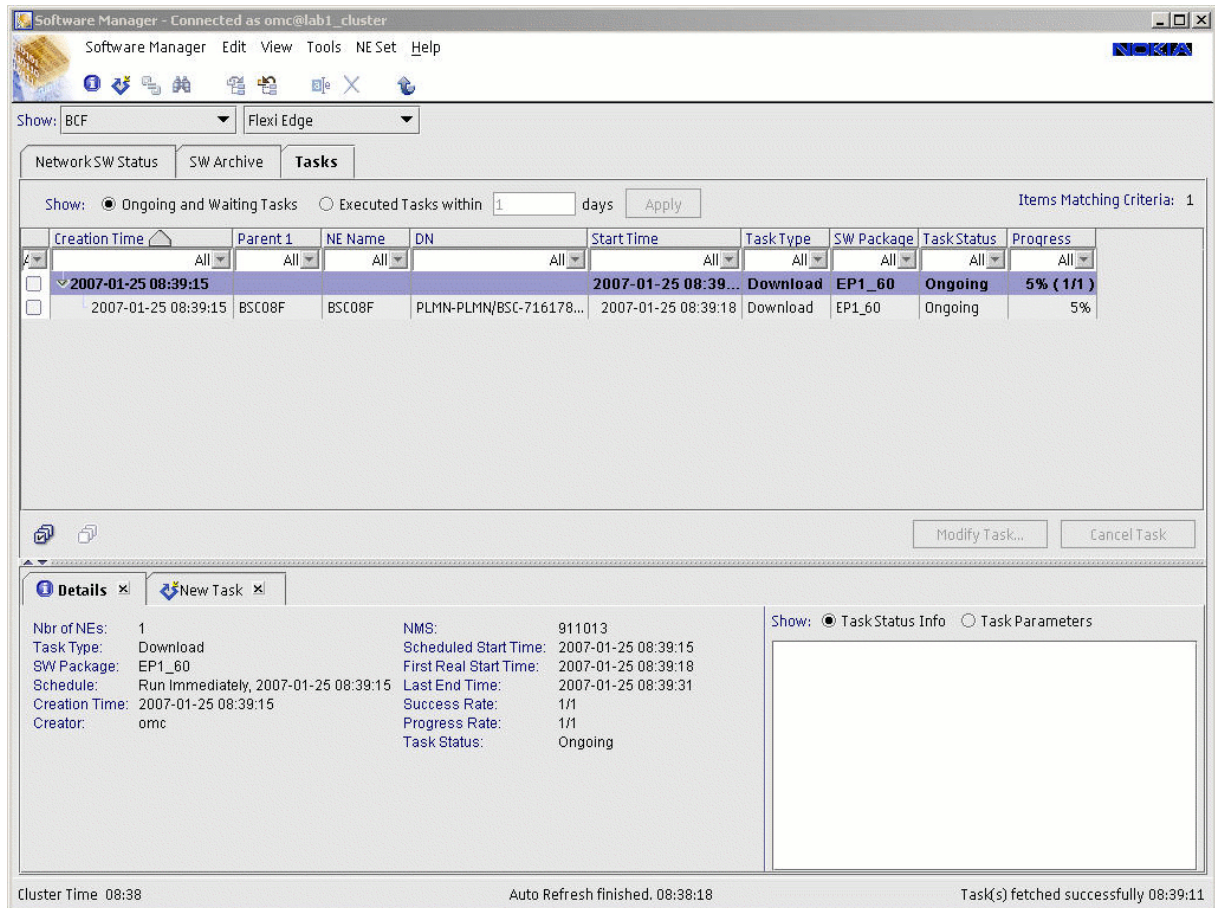 Software Manager - Connected as omc@lab1_cluster
Software Manager Edit View Tools NE Set Help
NOKIA
Show: BCF Flexi Edge
Network SW Status SW Archive Tasks
Show: Ongoing and Waiting Tasks Executed Tasks within 1 days Apply Items Matching Criteria: 1
Creation Time Parent 1 NE Name DN Start Time Task Type SW Package Task Status Progress
All All All All All All All All All
2007-01-25 08:39:15 2007-01-25 08:39... Download EP1_60 Ongoing 5% (1/1)
2007-01-25 08:39:15 BSC08F BSC08F PLMN-PLMN/BSC-716178... 2007-01-25 08:39:18 Download EP1_60 Ongoing 5%
Modify Task... Cancel Task
Details New Task
Nbr of NEs: 1 NMS: 911013
Task Type: Download Scheduled Start Time: 2007-01-25 08:39:15
SW Package: EP1_60 First Real Start Time: 2007-01-25 08:39:18
Schedule: Run Immediately, 2007-01-25 08:39:15 Last End Time: 2007-01-25 08:39:31
Creation Time: 2007-01-25 08:39:15 Success Rate: 1/1
Creator: omc Progress Rate: 1/1
Task Status: Ongoing
Show: Task Status Info Task Parameters
Cluster Time 08:38 Auto Refresh finished. 08:38:18 Task(s) fetched successfully 08:39:11